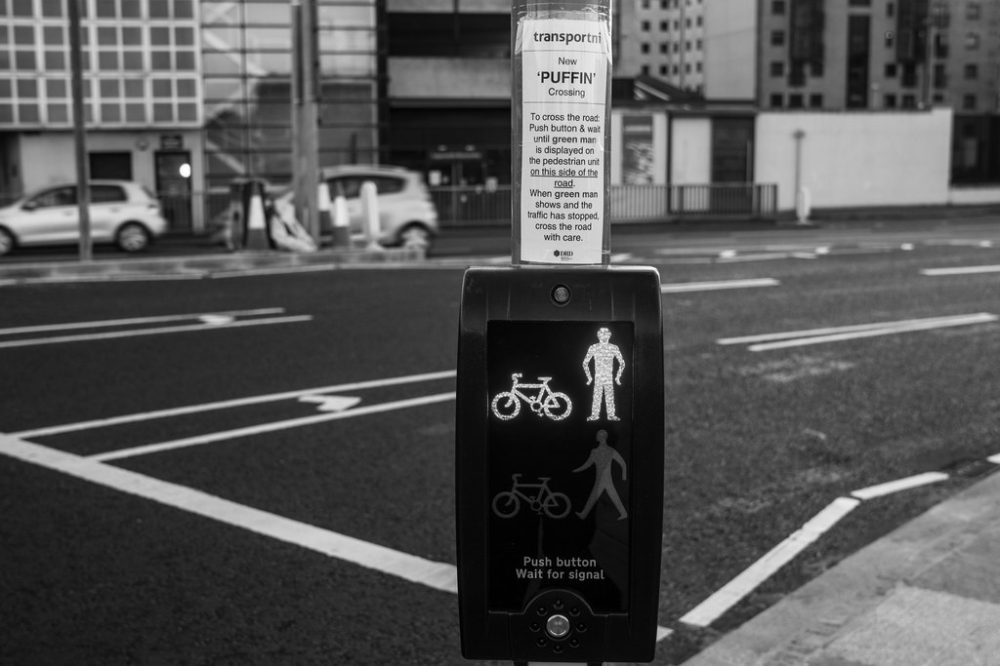 transportni
New
'PUFFIN'
Crossing
To cross the road:
Push button & wait
until green man
is displayed on
the pedestrian unit
on this side of the
road.
When green man
shows and the
traffic has stopped,
cross the road
with care.
DRD
Push button
Wait for signal